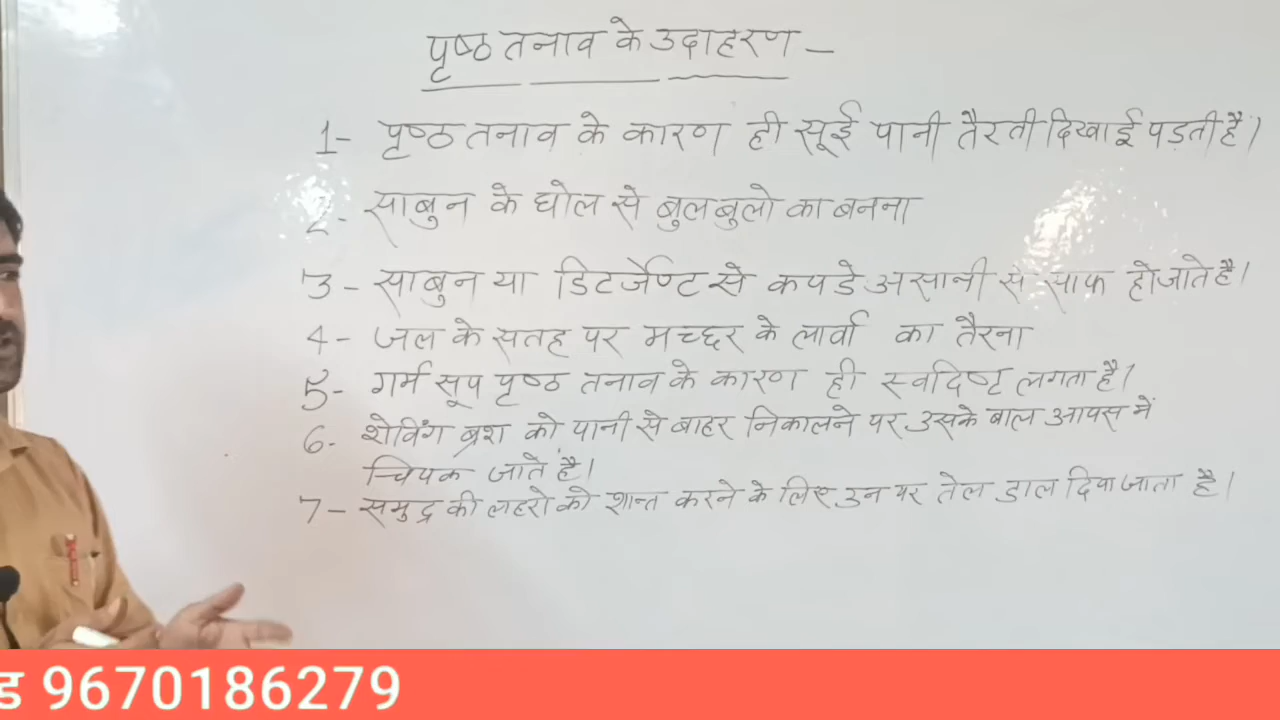 पृष्ठ तनाव के उदाहरण –
1- पृष्ठ तनाव के कारण ही सूई पानी तैरती दिखाई पड़ती है।
2- साबुन के घोल से बुलबुलो का बनना
3- साबुन या डिटर्जेण्ट से कपडे असानी से साफ हो जाते है।
4- जल के सतह पर मच्छर के लार्वा का तैरना
5- गर्म सूप पृष्ठ तनाव के कारण ही स्वदिष्ट लगता है।
6- शेविंग ब्रश को पानी से बाहर निकालने पर उसके बाल आपस में
चिपक जाते है।
7- समुद्र की लहरो को शान्त करने के लिए उन पर तेल डाल दिया जाता है।
ड 9670186279